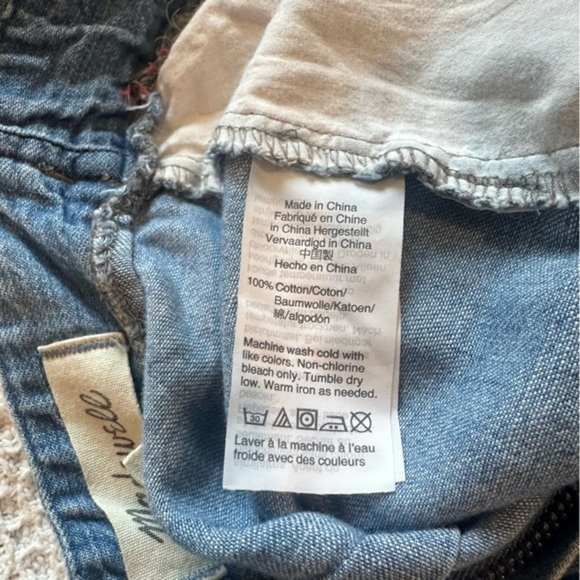 Made in China
Fabriqué en Chine
in China Hergestellt
Vervaardigd in China
中国製
Hecho en China
100% Cotton/Coton/
Baumwolle/Katoen/
綿/algodón
Machine wash cold with
like colors. Non-chlorine
bleach only. Tumble dry
low. Warm iron as needed.
30
Laver à la machine à l'eau
froide avec des couleurs
Madewell